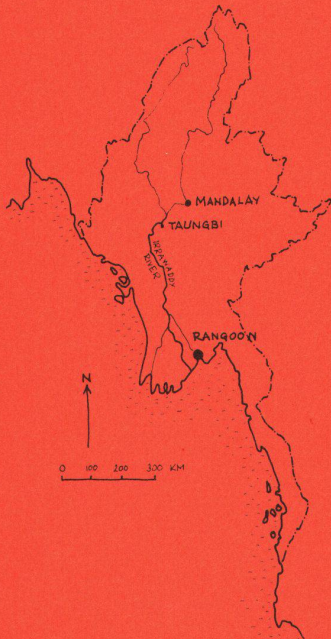 MANDALAY
TAUNGBI
IRRAWADDY
RIVER
RANGOON
N
0 100 200 300 KM